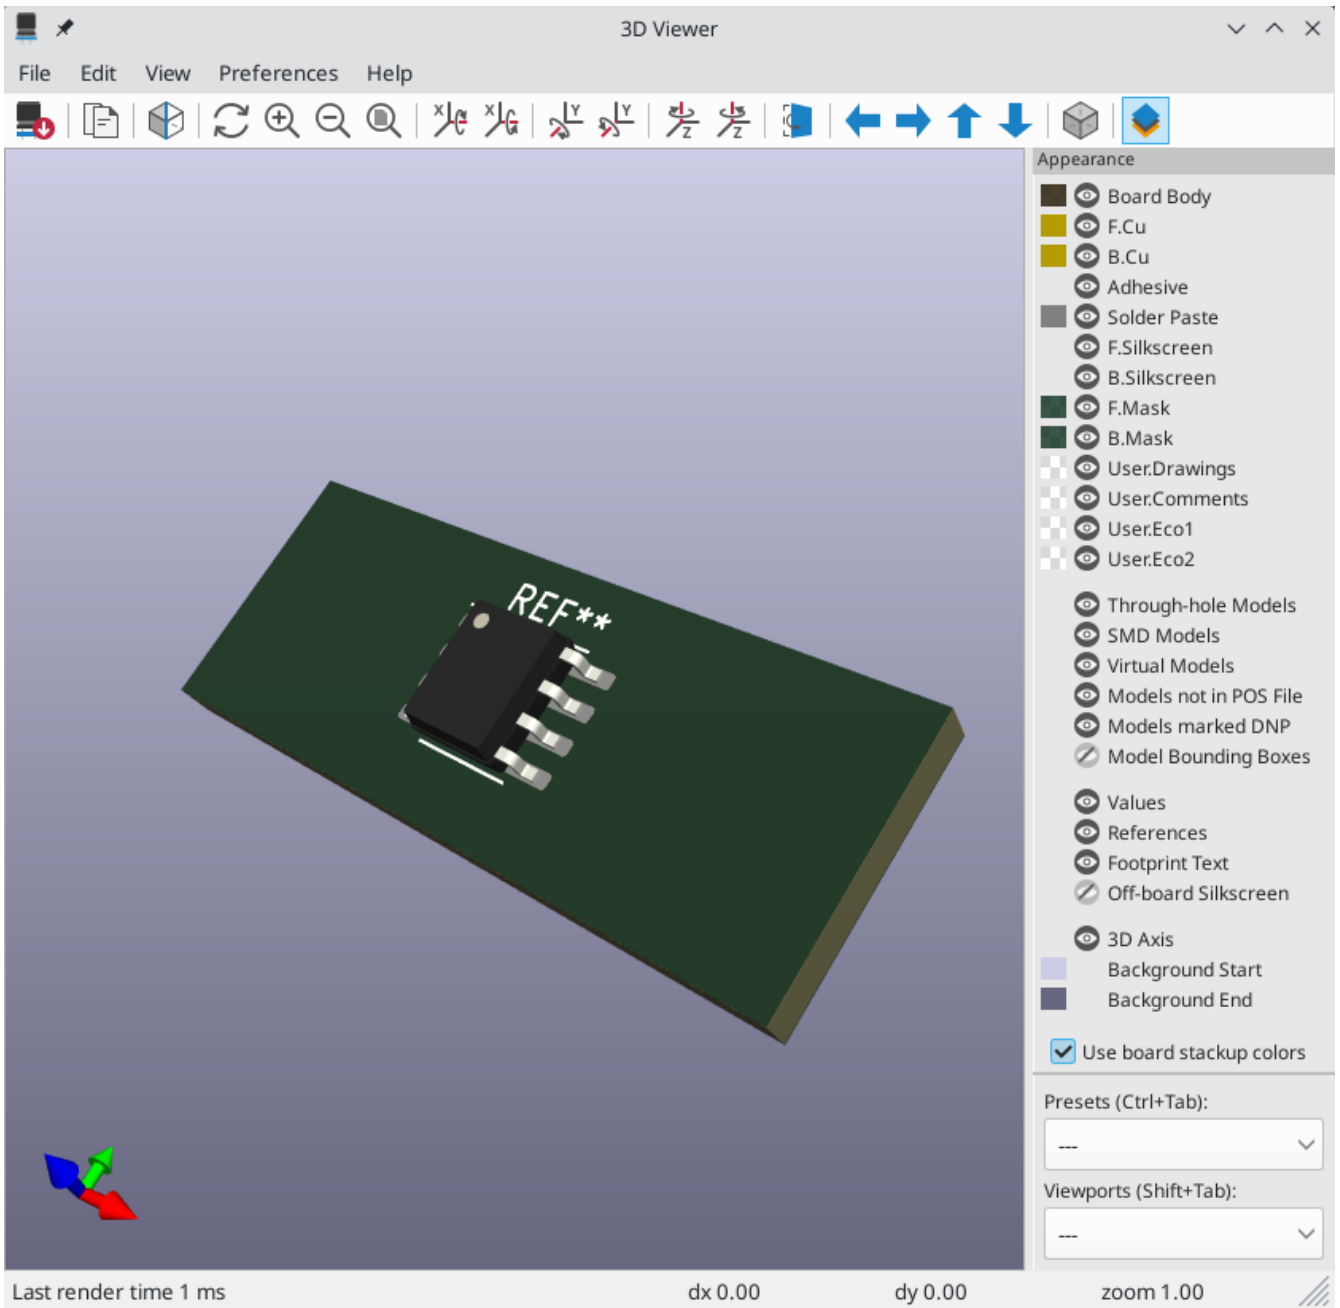 3D Viewer
File Edit View Preferences Help
Appearance
Board Body
F.Cu
B.Cu
Adhesive
Solder Paste
F.Silkscreen
B.Silkscreen
F.Mask
B.Mask
User.Drawings
User.Comments
User.Eco1
User.Eco2
Through-hole Models
SMD Models
Virtual Models
Models not in POS File
Models marked DNP
Model Bounding Boxes
Values
References
Footprint Text
Off-board Silkscreen
3D Axis
Background Start
Background End
Use board stackup colors
Presets (Ctrl+Tab):
---
Viewports (Shift+Tab):
---
REF**
Last render time 1 ms dx 0.00 dy 0.00 zoom 1.00